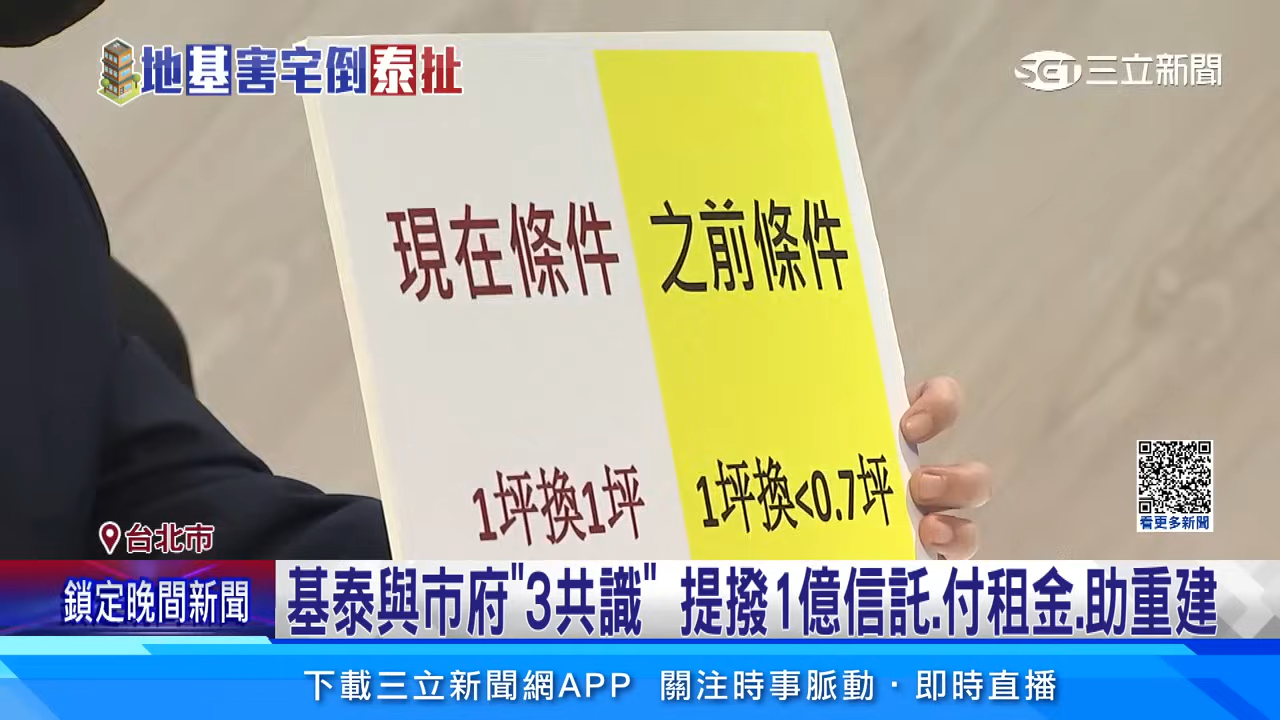 地基害宅倒泰扯
SET三立新聞
現在條件
之前條件
1坪換1坪
1坪換<0.7坪
看更多新聞
台北市
鎖定晚間新聞
基泰與市府"3共識" 提撥1億信託.付租金.助重建
下載三立新聞網APP 關注時事脈動·即時直播